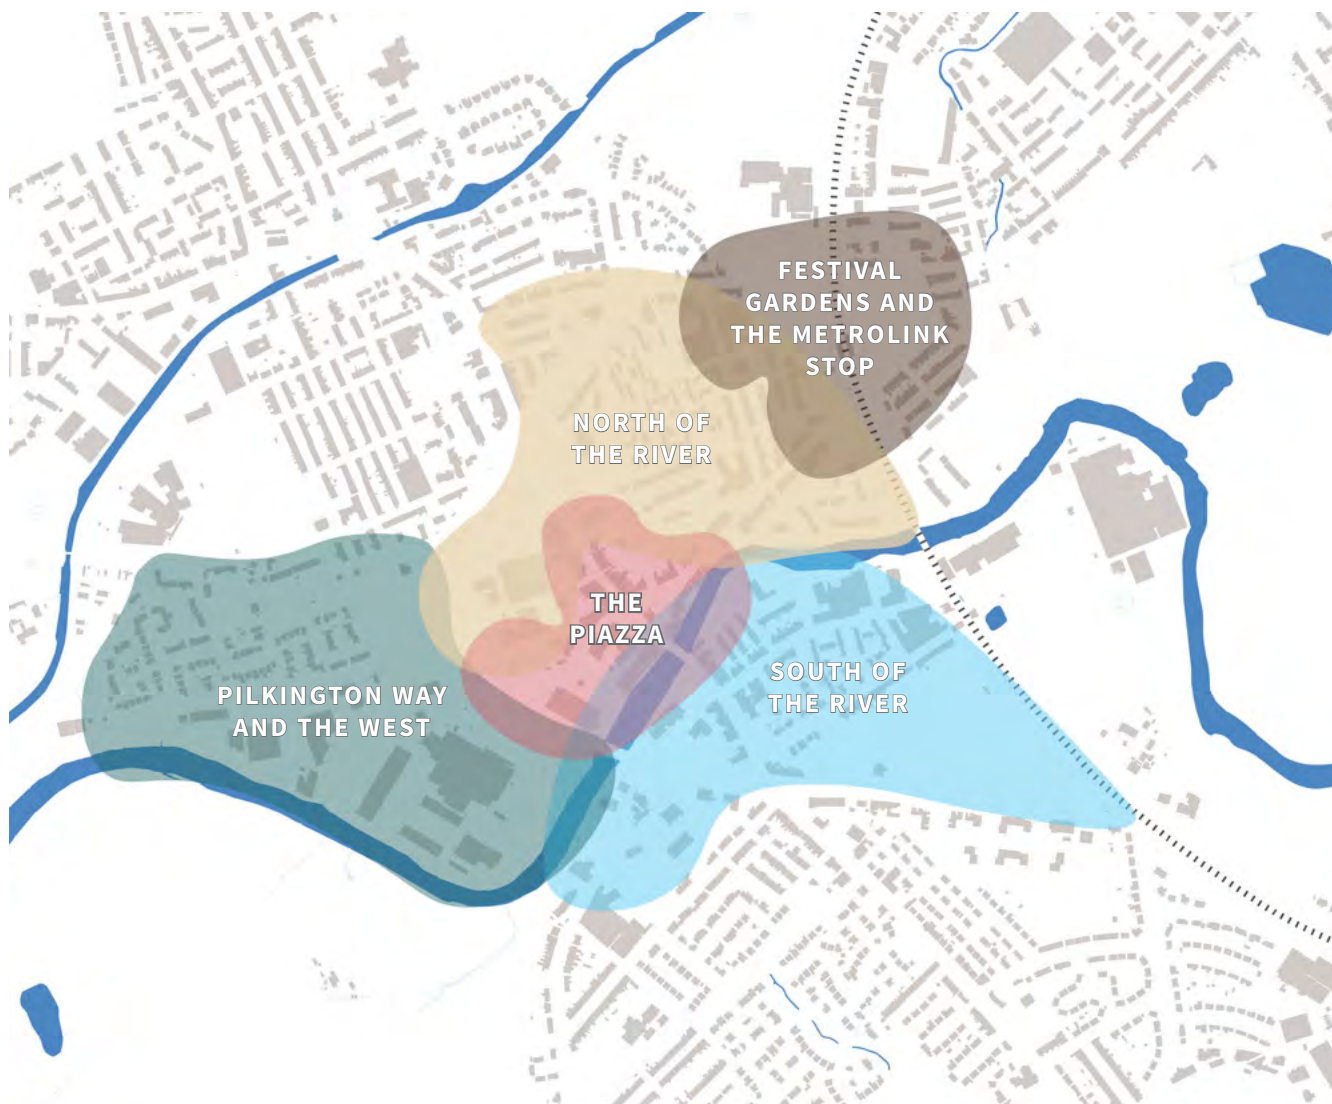 FESTIVAL
GARDENS AND
THE METROLINK
STOP
NORTH OF
THE RIVER
THE
PIAZZA
SOUTH OF
THE RIVER
PILKINGTON WAY
AND THE WEST